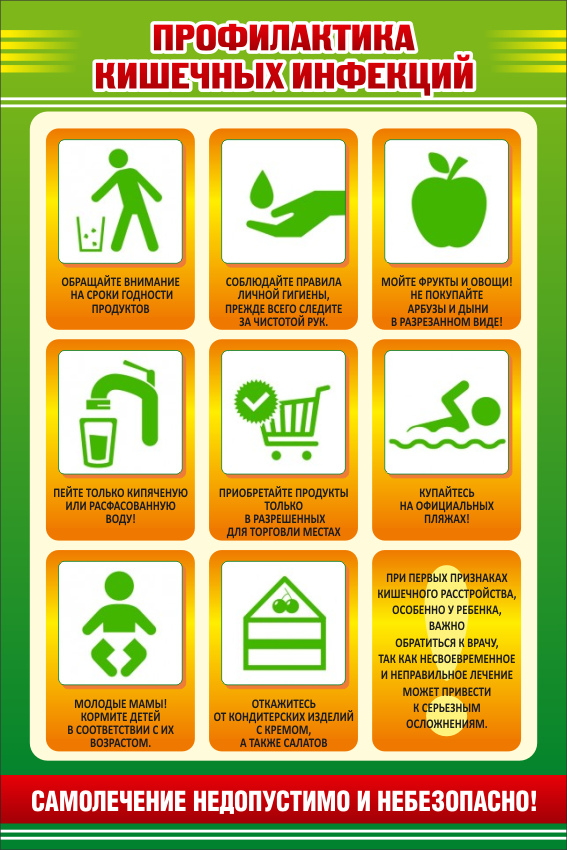 ПРОФИЛАКТИКА
КИШЕЧНЫХ ИНФЕКЦИЙ
ОБРАЩАЙТЕ ВНИМАНИЕ
НА СРОКИ ГОДНОСТИ
ПРОДУКТОВ
СОБЛЮДАЙТЕ ПРАВИЛА
ЛИЧНОЙ ГИГИЕНЫ,
ПРЕЖДЕ ВСЕГО СЛЕДИТЕ
ЗА ЧИСТОТОЙ РУК.
МОЙТЕ ФРУКТЫ И ОВОЩИ!
НЕ ПОКУПАЙТЕ
АРБУЗЫ И ДЫНИ
В РАЗРЕЗАННОМ ВИДЕ!
ПЕЙТЕ ТОЛЬКО КИПЯЧЕНУЮ
ИЛИ РАСФАСОВАННУЮ
ВОДУ!
ПРИОБРЕТАЙТЕ ПРОДУКТЫ
ТОЛЬКО
В РАЗРЕШЕННЫХ
ДЛЯ ТОРГОВЛИ МЕСТАХ
КУПАЙТЕСЬ
НА ОФИЦИАЛЬНЫХ
ПЛЯЖАХ!
МОЛОДЫЕ МАМЫ!
КОРМИТЕ ДЕТЕЙ
В СООТВЕТСТВИИ С ИХ
ВОЗРАСТОМ.
ОТКАЖИТЕСЬ
ОТ КОНДИТЕРСКИХ ИЗДЕЛИЙ
С КРЕМОМ,
А ТАКЖЕ САЛАТОВ
ПРИ ПЕРВЫХ ПРИЗНАКАХ
КИШЕЧНОГО РАССТРОЙСТВА,
ОСОБЕННО У РЕБЕНКА,
ВАЖНО
ОБРАТИТЬСЯ К ВРАЧУ,
ТАК КАК НЕСВОЕВРЕМЕННОЕ
И НЕПРАВИЛЬНОЕ ЛЕЧЕНИЕ
МОЖЕТ ПРИВЕСТИ
К СЕРЬЕЗНЫМ
ОСЛОЖНЕНИЯМ.
САМОЛЕЧЕНИЕ НЕДОПУСТИМО И НЕБЕЗОПАСНО!